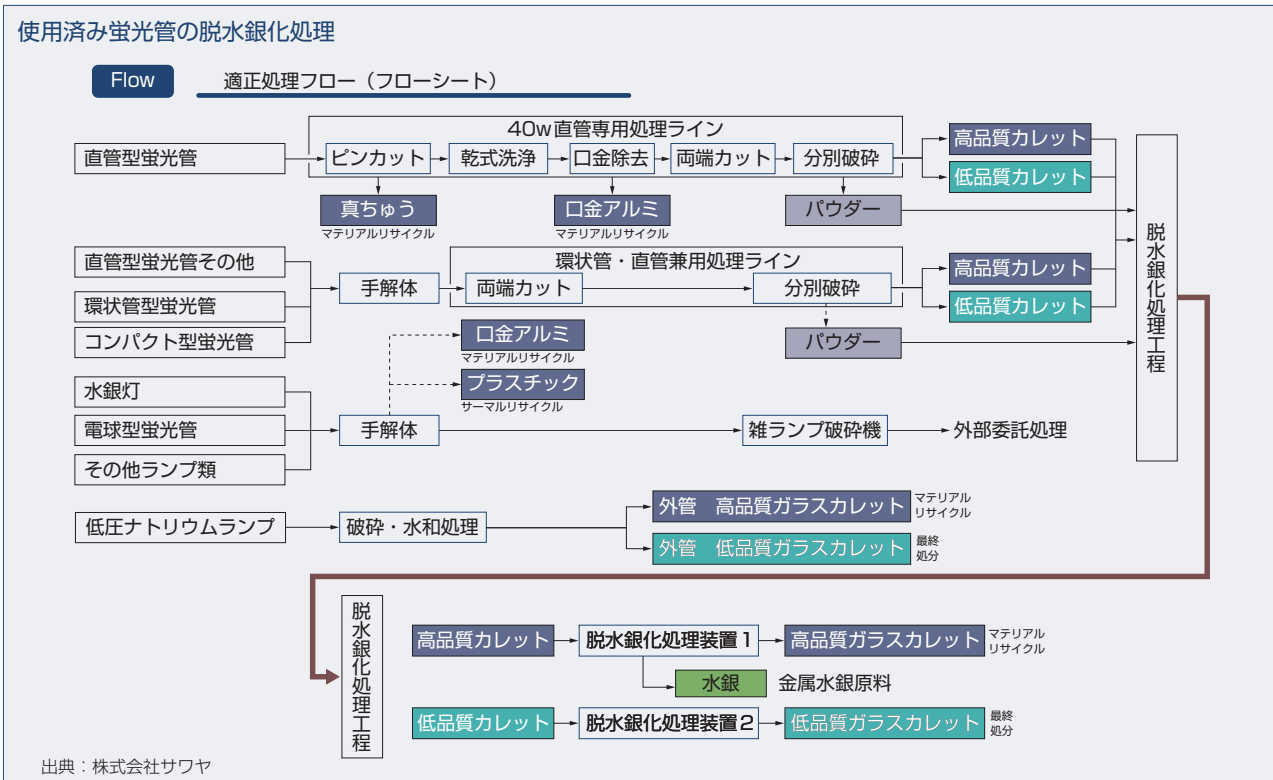 使用済み蛍光管の脱水銀化処理
Flow
適正処理フロー（フローシート）
40w直管専用処理ライン
直管型蛍光管
ピンカット
乾式洗浄
口金除去
両端カット
分別破砕
高品質カレット
低品質カレット
真ちゅう
マテリアルリサイクル
口金アルミ
マテリアルリサイクル
パウダー
脱水銀化処理工程
直管型蛍光管その他
環状管型蛍光管
コンパクト型蛍光管
手解体
環状管・直管兼用処理ライン
両端カット
分別破砕
高品質カレット
低品質カレット
パウダー
口金アルミ
マテリアルリサイクル
プラスチック
サーマルリサイクル
水銀灯
電球型蛍光管
その他ランプ類
手解体
雑ランプ破砕機
外部委託処理
低圧ナトリウムランプ
破砕・水和処理
外管　高品質ガラスカレット
マテリアル
リサイクル
外管　低品質ガラスカレット
最終
処分
脱水銀化処理工程
高品質カレット
脱水銀化処理装置1
高品質ガラスカレット
マテリアル
リサイクル
水銀
金属水銀原料
低品質カレット
脱水銀化処理装置2
低品質ガラスカレット
最終
処分
出典：株式会社サワヤ